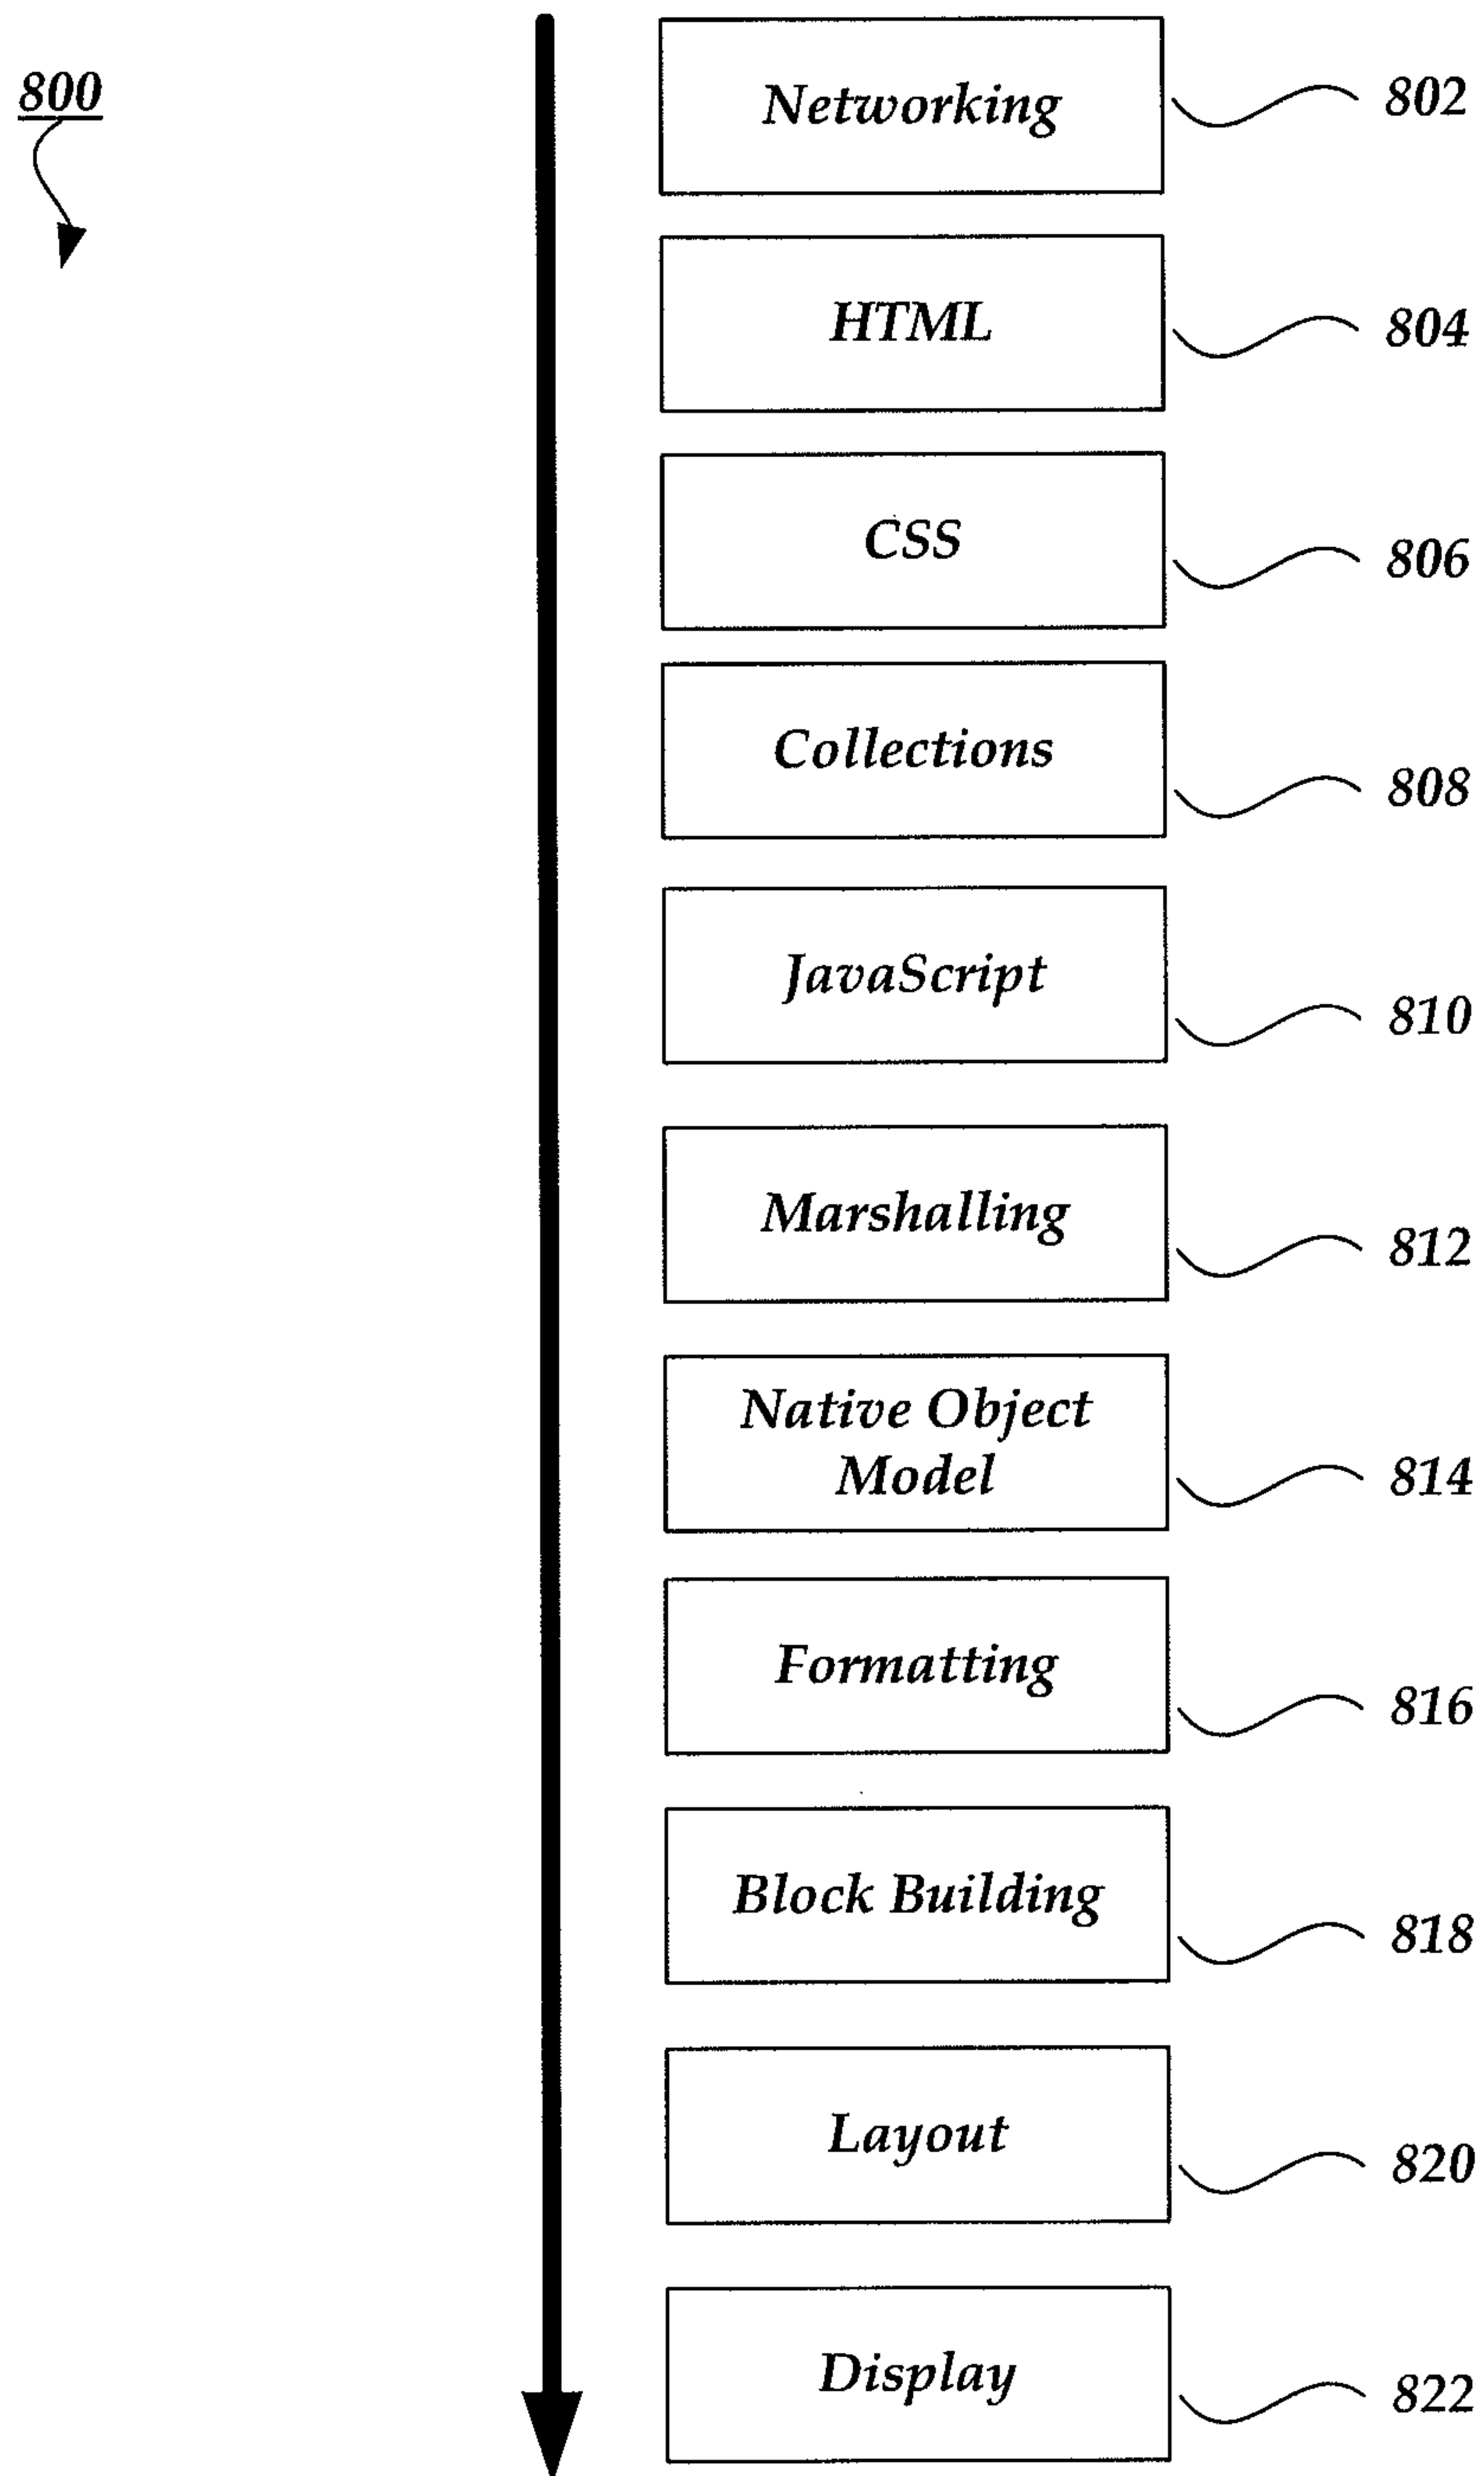 800
Networking
802
HTML
804
CSS
806
Collections
808
JavaScript
810
Marshalling
812
Native Object
Model
814
Formatting
816
Block Building
818
Layout
820
Display
822